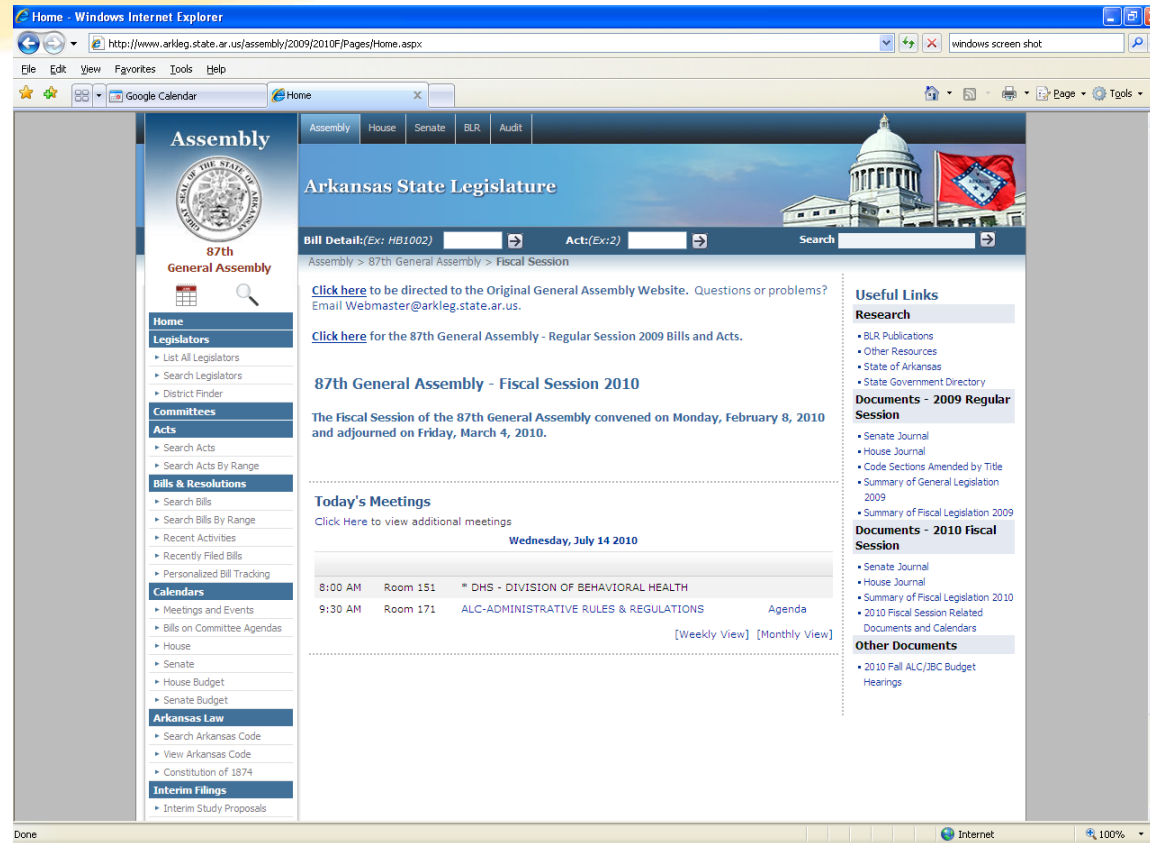 Home - Windows Internet Explorer
http://www.arkleg.state.ar.us/assembly/2009/2010F/Pages/Home.aspx
windows screen shot
File Edit View Favorites Tools Help
Google Calendar
Home
X
Page
Tools
Assembly
THE STATE OF ARKANSAS
GREAT SEAL OF
87th
General Assembly
Assembly House Senate BLR Audit
Arkansas State Legislature
Bill Detail:(Ex: HB1002)
Act:(Ex:2)
Search
Assembly > 87th General Assembly > Fiscal Session
Home
Legislators
List All Legislators
Search Legislators
District Finder
Committees
Acts
Search Acts
Search Acts By Range
Bills & Resolutions
Search Bills
Search Bills By Range
Recent Activities
Recently Filed Bills
Personalized Bill Tracking
Calendars
Meetings and Events
Bills on Committee Agendas
House
Senate
House Budget
Senate Budget
Arkansas Law
Search Arkansas Code
View Arkansas Code
Constitution of 1874
Interim Filings
Interim Study Proposals
Click here to be directed to the Original General Assembly Website. Questions or problems?
Email Webmaster@arkleg.state.ar.us.
Click here for the 87th General Assembly - Regular Session 2009 Bills and Acts.
87th General Assembly - Fiscal Session 2010
The Fiscal Session of the 87th General Assembly convened on Monday, February 8, 2010
and adjourned on Friday, March 4, 2010.
Today's Meetings
Click Here to view additional meetings
Wednesday, July 14 2010
8:00 AM Room 151 * DHS - DIVISION OF BEHAVIORAL HEALTH
9:30 AM Room 171 ALC-ADMINISTRATIVE RULES & REGULATIONS Agenda
[Weekly View] [Monthly View]
Useful Links
Research
BLR Publications
Other Resources
State of Arkansas
State Government Directory
Documents - 2009 Regular
Session
Senate Journal
House Journal
Code Sections Amended by Title
Summary of General Legislation
2009
Summary of Fiscal Legislation 2009
Documents - 2010 Fiscal
Session
Senate Journal
House Journal
Summary of Fiscal Legislation 2010
2010 Fiscal Session Related
Documents and Calendars
Other Documents
2010 Fall ALC/JBC Budget
Hearings
Done
Internet
100%